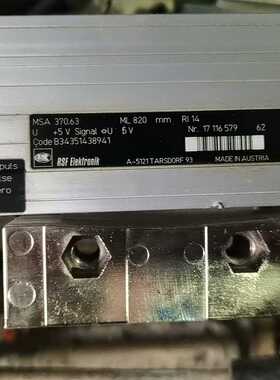 MSA 370.63 ML 820 mm RI 14
U +5 V Signal ⇨U 5 V Nr. 17 116 579 62
Code B34351438941
RSF Elektronik A-5121 TARSDORF 93 MADE IN AUSTRIA
puls
lse
ero